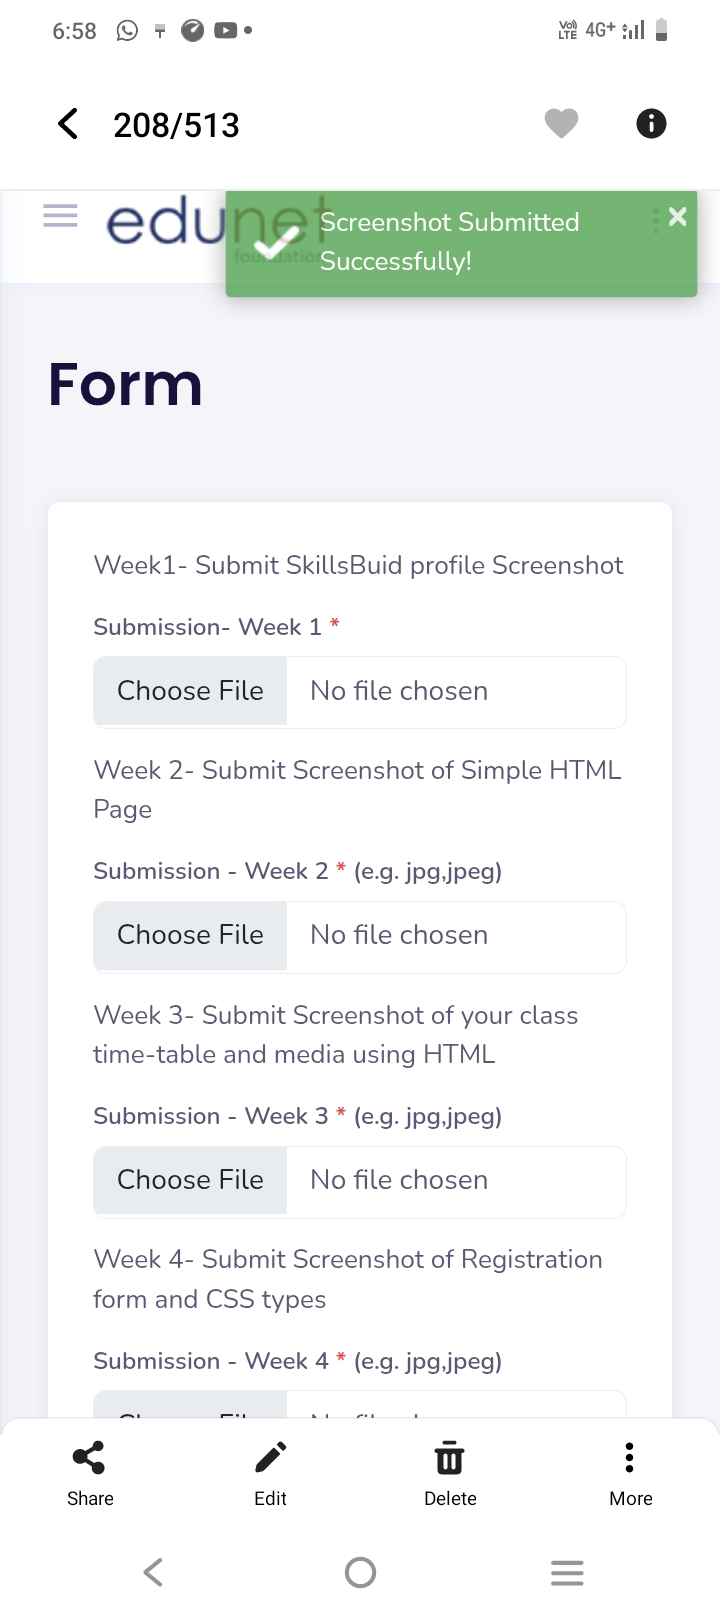 6:58
VoD LTE 4G+
208/513
edunet
foundation
Screenshot Submitted
Successfully!
Form
Week1- Submit SkillsBuid profile Screenshot
Submission- Week 1 *
Choose File No file chosen
Week 2- Submit Screenshot of Simple HTML
Page
Submission - Week 2 * (e.g. jpg,jpeg)
Choose File No file chosen
Week 3- Submit Screenshot of your class
time-table and media using HTML
Submission - Week 3 * (e.g. jpg,jpeg)
Choose File No file chosen
Week 4- Submit Screenshot of Registration
form and CSS types
Submission - Week 4 * (e.g. jpg,jpeg)
Share Edit Delete More